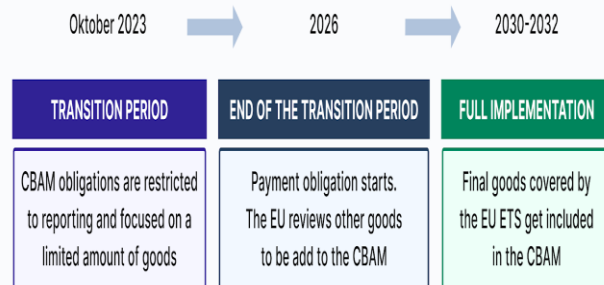 Oktober 2023
2026
2030-2032
TRANSITION PERIOD
END OF THE TRANSITION PERIOD
FULL IMPLEMENTATION
CBAM obligations are restricted
to reporting and focused on a
limited amount of goods
Payment obligation starts.
The EU reviews other goods
to be add to the CBAM
Final goods covered by
the EU ETS get included
in the CBAM